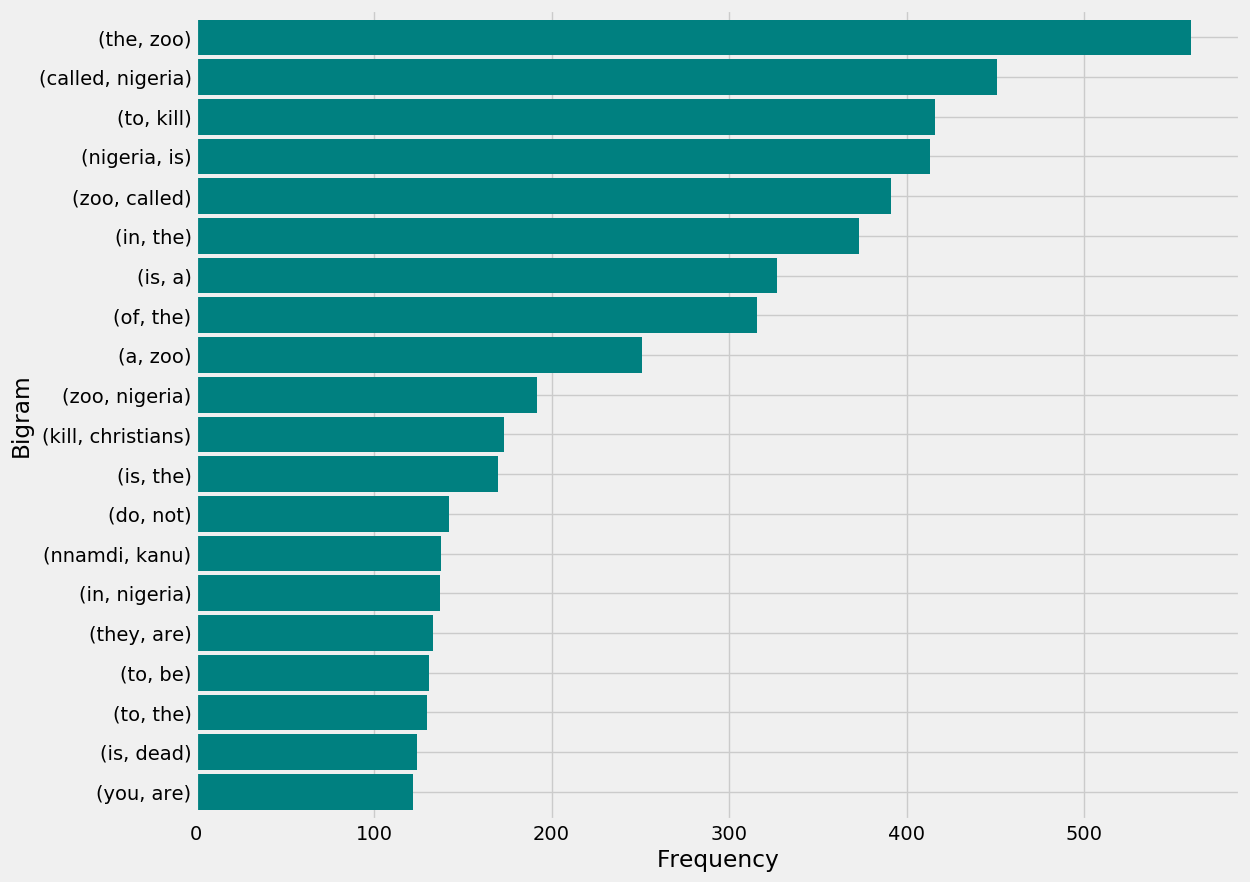 (the, zoo)
(called, nigeria)
(to, kill)
(nigeria, is)
(zoo, called)
(in, the)
(is, a)
(of, the)
(a, zoo)
(zoo, nigeria)
(kill, christians)
(is, the)
(do, not)
(nnamdi, kanu)
(in, nigeria)
(they, are)
(to, be)
(to, the)
(is, dead)
(you, are)
Bigram
0 100 200 300 400 500
Frequency